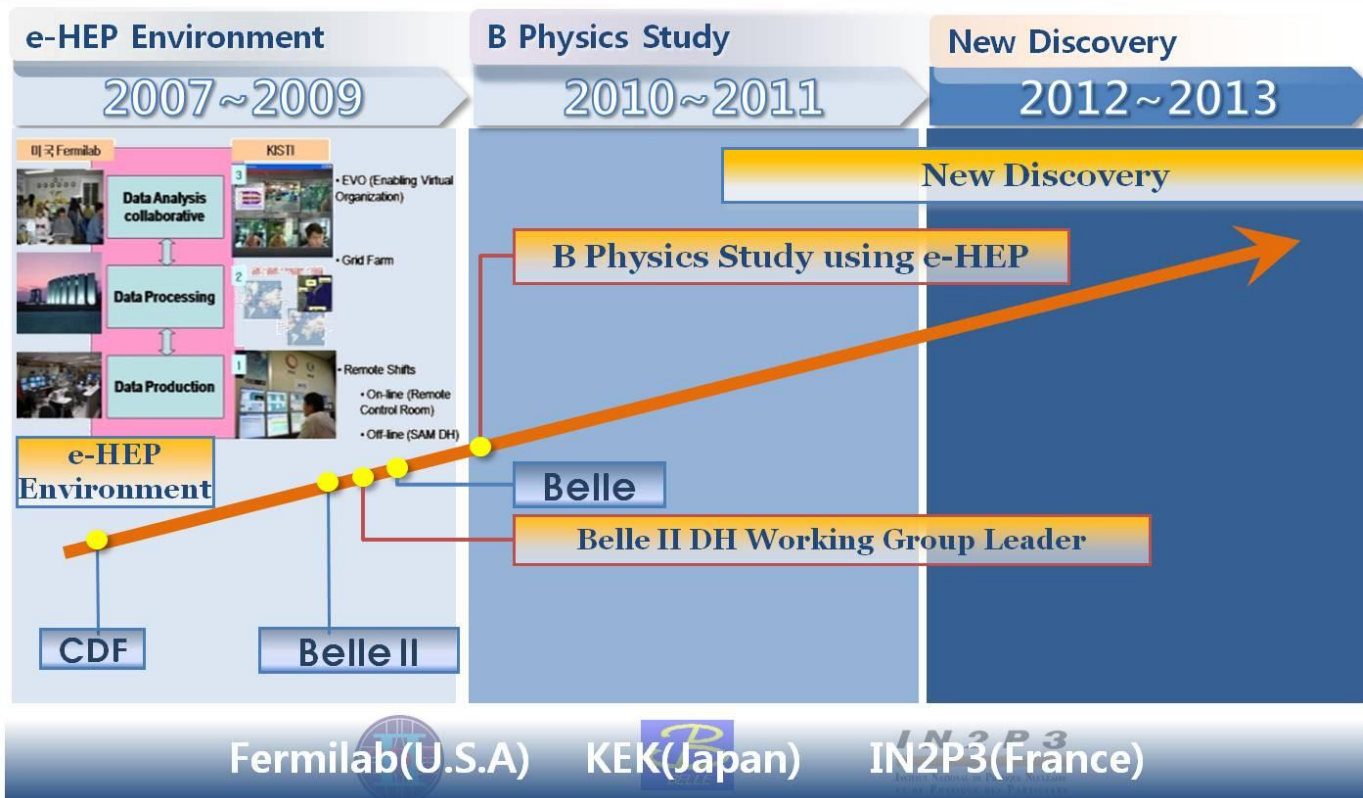 e-HEP Environment
2007~2009
B Physics Study
2010~2011
New Discovery
2012~2013
미국 Fermilab
KISTI
Data Analysis
collaborative
Data Processing
Data Production
3
2
1
• EVO (Enabling Virtual
Organization)
• Grid Farm
• Remote Shifts
• On-line (Remote
Control Room)
• Off-line (SAM DH)
New Discovery
B Physics Study using e-HEP
e-HEP
Environment
Belle
Belle II DH Working Group Leader
CDF
Belle II
Fermilab(U.S.A)
KEK(Japan)
IN2P3(France)
B
BELLE
IN2P3